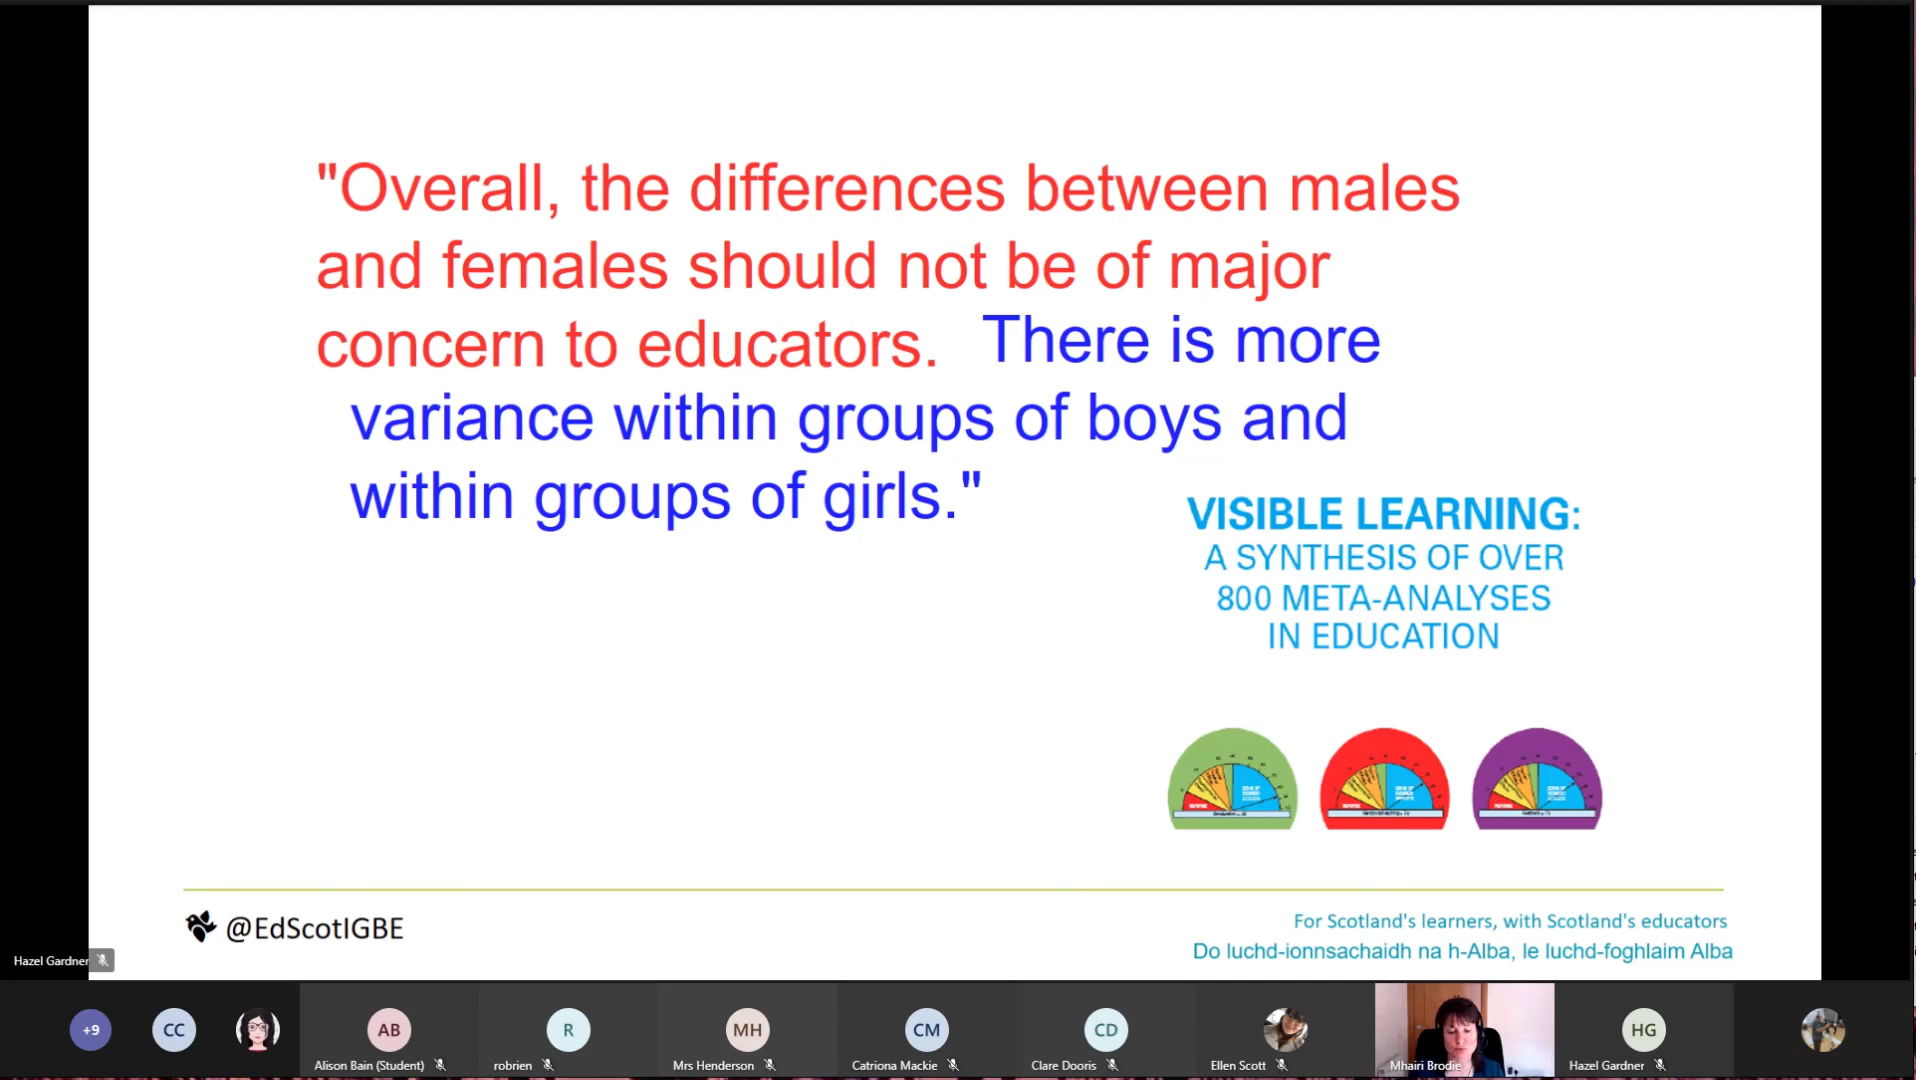 "Overall, the differences between males
and females should not be of major
concern to educators. There is more
variance within groups of boys and
within groups of girls."
VISIBLE LEARNING:
A SYNTHESIS OF OVER
800 META-ANALYSES
IN EDUCATION
@EdScotIGBE
For Scotland's learners, with Scotland's educators
Do luchd-ionnsachaidh na h-Alba, le luchd-foghlaim Alba
Hazel Gardner
+9
CC
AB
R
MH
CM
CD
HG
Alison Bain (Student)
robrien
Mrs Henderson
Catriona Mackie
Clare Dooris
Ellen Scott
Mhairi Brodie
Hazel Gardner